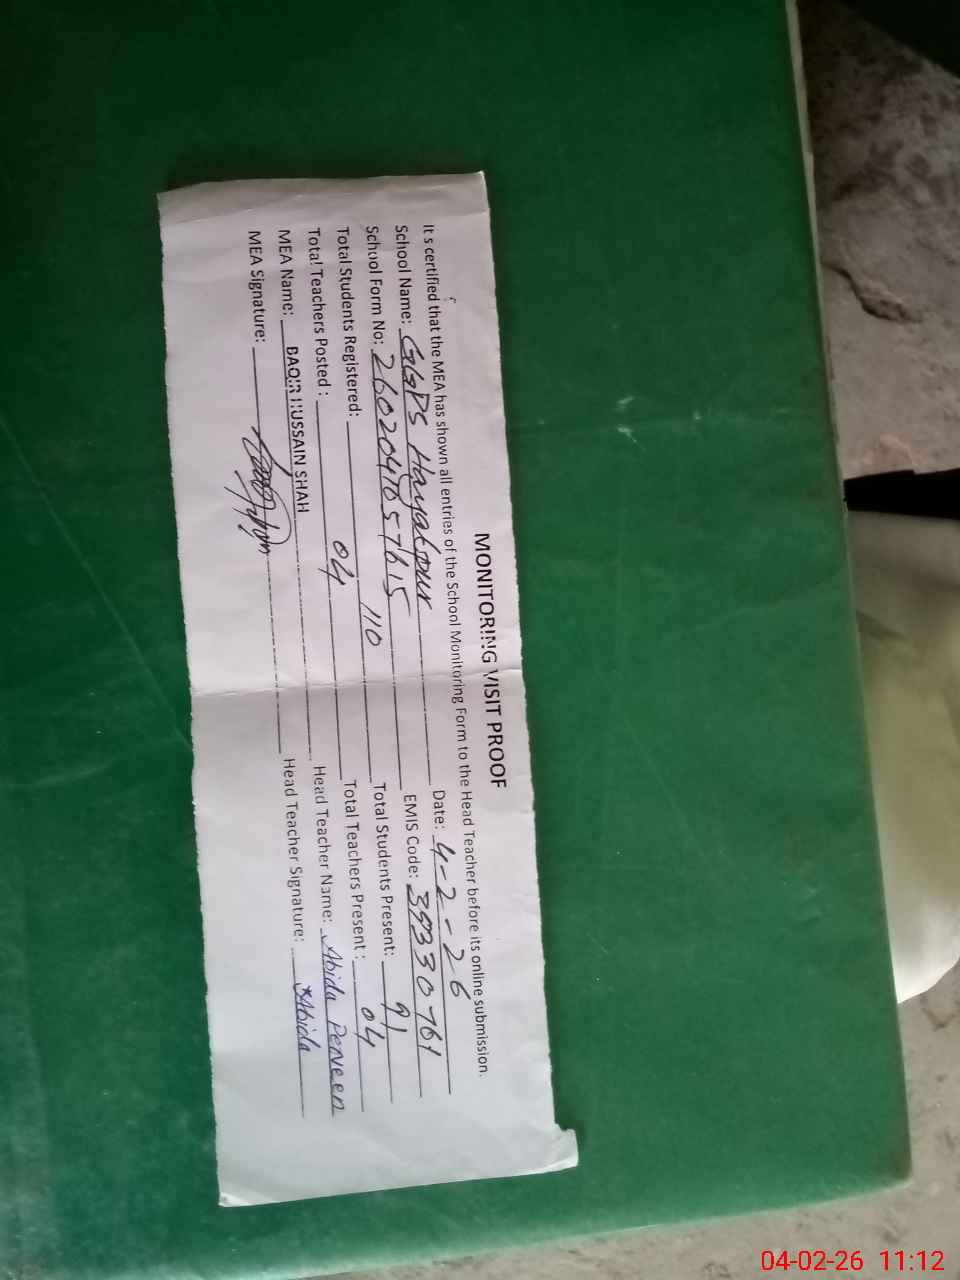 MONITORING VISIT PROOF
It s certified that the MEA has shown all entries of the School Monitoring Form to the Head Teacher before its online submission.
School Name: GGPS Hayatpur Date: 4-2-26
School Form No: 26020418657615 EMIS Code: 39330761
Total Students Registered: 110 Total Students Present: 91
Total Teachers Posted : 04 Total Teachers Present : 04
MEA Name: BAQIR HUSSAIN SHAH Head Teacher Name: Abida Perveen
MEA Signature: Head Teacher Signature: Abida
04-02-26 11:12